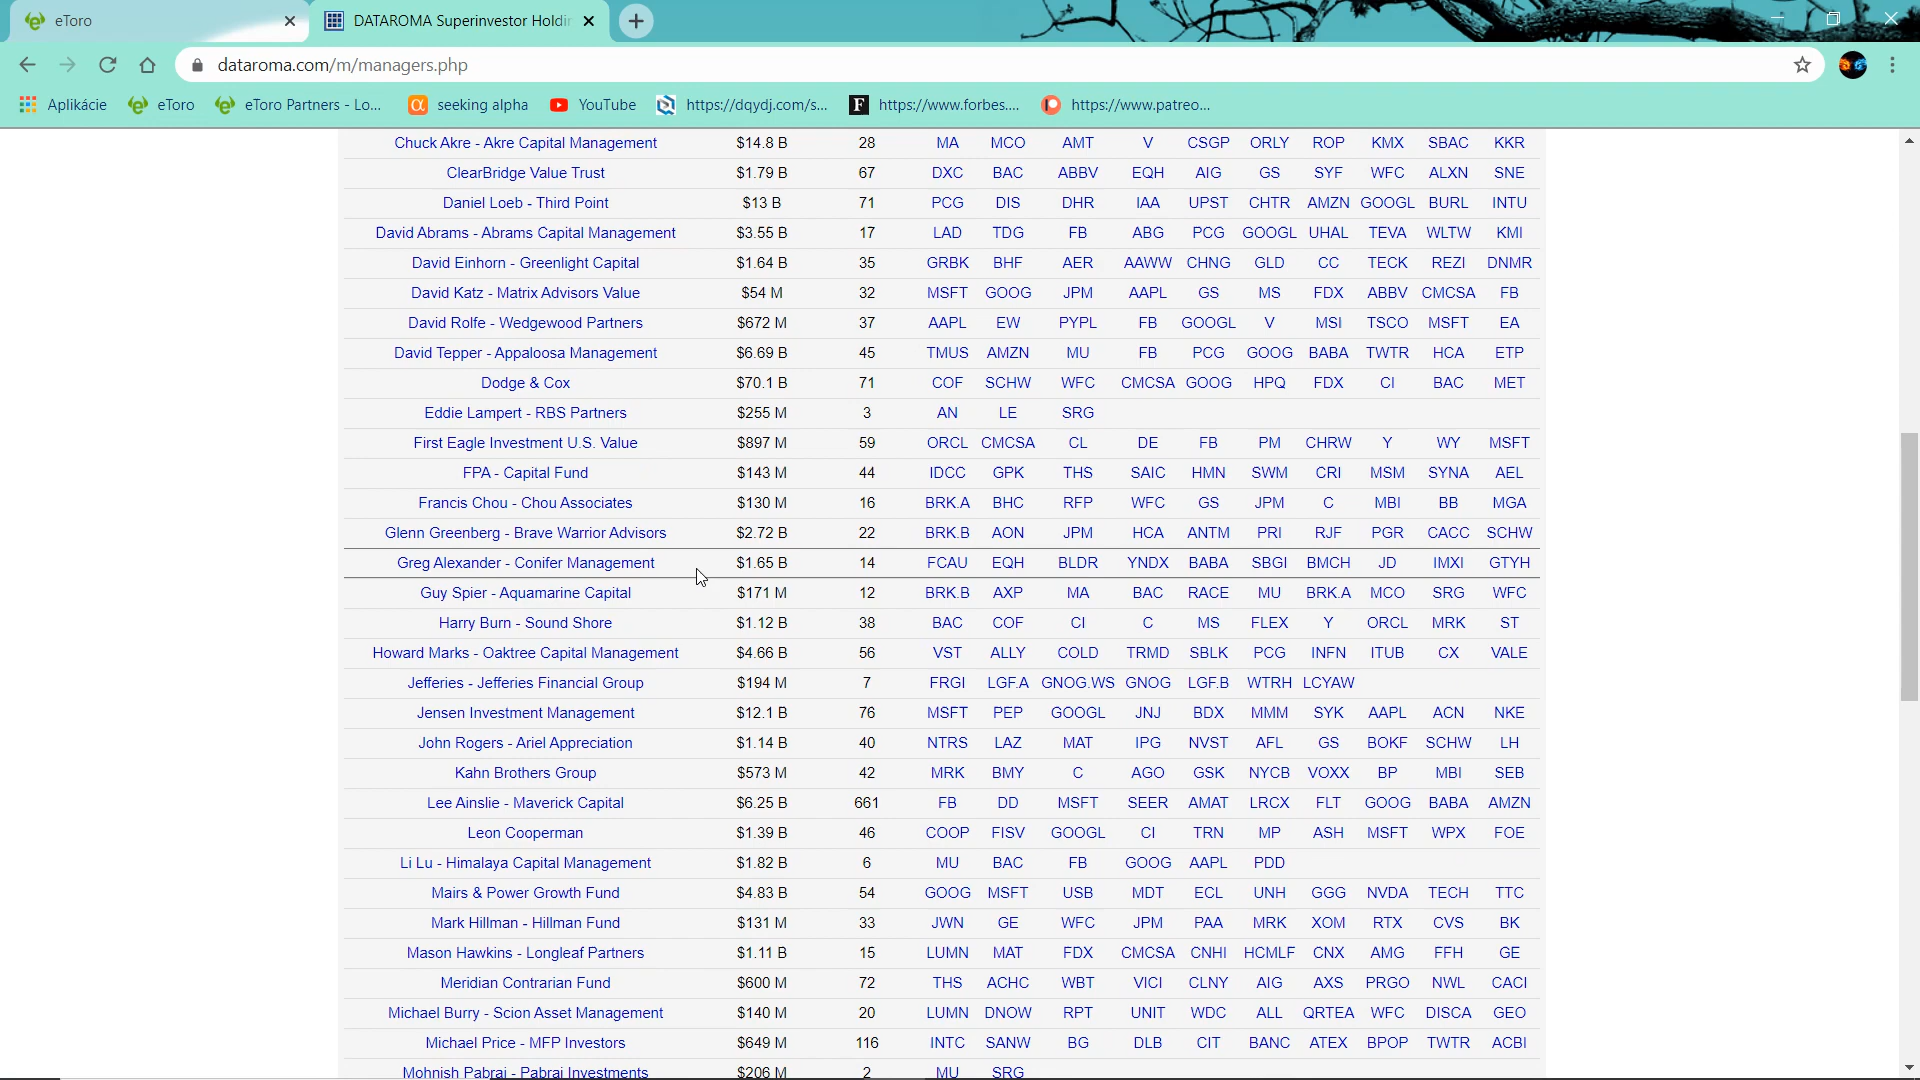 eToro
DATAROMA Superinvestor Holdin
dataroma.com/m/managers.php
Aplikácie eToro eToro Partners - Lo... seeking alpha YouTube https://dqydj.com/s... https://www.forbes.... https://www.patreo...
Chuck Akre - Akre Capital Management $14.8 B 28 MA MCO AMT V CSGP ORLY ROP KMX SBAC KKR
ClearBridge Value Trust $1.79 B 67 DXC BAC ABBV EQH AIG GS SYF WFC ALXN SNE
Daniel Loeb - Third Point $13 B 71 PCG DIS DHR IAA UPST CHTR AMZN GOOGL BURL INTU
David Abrams - Abrams Capital Management $3.55 B 17 LAD TDG FB ABG PCG GOOGL UHAL TEVA WLTW KMI
David Einhorn - Greenlight Capital $1.64 B 35 GRBK BHF AER AAWW CHNG GLD CC TECK REZI DNMR
David Katz - Matrix Advisors Value $54 M 32 MSFT GOOG JPM AAPL GS MS FDX ABBV CMCSA FB
David Rolfe - Wedgewood Partners $672 M 37 AAPL EW PYPL FB GOOGL V MSI TSCO MSFT EA
David Tepper - Appaloosa Management $6.69 B 45 TMUS AMZN MU FB PCG GOOG BABA TWTR HCA ETP
Dodge & Cox $70.1 B 71 COF SCHW WFC CMCSA GOOG HPQ FDX CI BAC MET
Eddie Lampert - RBS Partners $255 M 3 AN LE SRG
First Eagle Investment U.S. Value $897 M 59 ORCL CMCSA CL DE FB PM CHRW Y WY MSFT
FPA - Capital Fund $143 M 44 IDCC GPK THS SAIC HMN SWM CRI MSM SYNA AEL
Francis Chou - Chou Associates $130 M 16 BRK.A BHC RFP WFC GS JPM C MBI BB MGA
Glenn Greenberg - Brave Warrior Advisors $2.72 B 22 BRK.B AON JPM HCA ANTM PRI RJF PGR CACC SCHW
Greg Alexander - Conifer Management $1.65 B 14 FCAU EQH BLDR YNDX BABA SBGI BMCH JD IMXI GTYH
Guy Spier - Aquamarine Capital $171 M 12 BRK.B AXP MA BAC RACE MU BRK.A MCO SRG WFC
Harry Burn - Sound Shore $1.12 B 38 BAC COF CI C MS FLEX Y ORCL MRK ST
Howard Marks - Oaktree Capital Management $4.66 B 56 VST ALLY COLD TRMD SBLK PCG INFN ITUB CX VALE
Jefferies - Jefferies Financial Group $194 M 7 FRGI LGF.A GNOG.WS GNOG LGF.B WTRH LCYAW
Jensen Investment Management $12.1 B 76 MSFT PEP GOOGL JNJ BDX MMM SYK AAPL ACN NKE
John Rogers - Ariel Appreciation $1.14 B 40 NTRS LAZ MAT IPG NVST AFL GS BOKF SCHW LH
Kahn Brothers Group $573 M 42 MRK BMY C AGO GSK NYCB VOXX BP MBI SEB
Lee Ainslie - Maverick Capital $6.25 B 661 FB DD MSFT SEER AMAT LRCX FLT GOOG BABA AMZN
Leon Cooperman $1.39 B 46 COOP FISV GOOGL CI TRN MP ASH MSFT WPX FOE
Li Lu - Himalaya Capital Management $1.82 B 6 MU BAC FB GOOG AAPL PDD
Mairs & Power Growth Fund $4.83 B 54 GOOG MSFT USB MDT ECL UNH GGG NVDA TECH TTC
Mark Hillman - Hillman Fund $131 M 33 JWN GE WFC JPM PAA MRK XOM RTX CVS BK
Mason Hawkins - Longleaf Partners $1.11 B 15 LUMN MAT FDX CMCSA CNHI HCMLF CNX AMG FFH GE
Meridian Contrarian Fund $600 M 72 THS ACHC WBT VICI CLNY AIG AXS PRGO NWL CACI
Michael Burry - Scion Asset Management $140 M 20 LUMN DNOW RPT UNIT WDC ALL QRTEA WFC DISCA GEO
Michael Price - MFP Investors $649 M 116 INTC SANW BG DLB CIT BANC ATEX BPOP TWTR ACBI
Mohnish Pabrai - Pabrai Investments $206 M 2 MU SRG